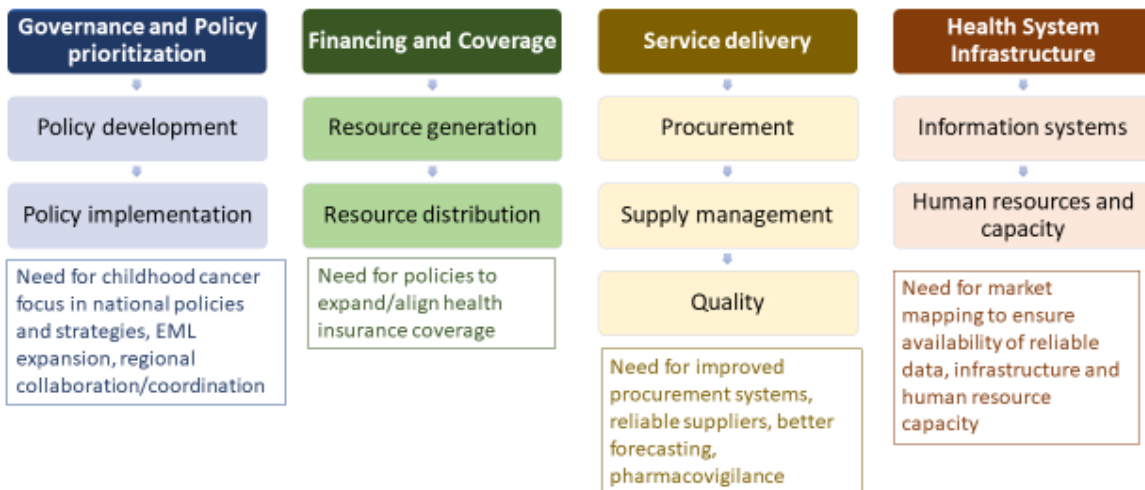 Governance and Policy
prioritization
Policy development
Policy implementation
Need for childhood cancer
focus in national policies
and strategies, EML
expansion, regional
collaboration/coordination
Financing and Coverage
Resource generation
Resource distribution
Need for policies to
expand/align health
insurance coverage
Service delivery
Procurement
Supply management
Quality
Need for improved
procurement systems,
reliable suppliers, better
forecasting,
pharmacovigilance
Health System
Infrastructure
Information systems
Human resources and
capacity
Need for market
mapping to ensure
availability of reliable
data, infrastructure and
human resource
capacity